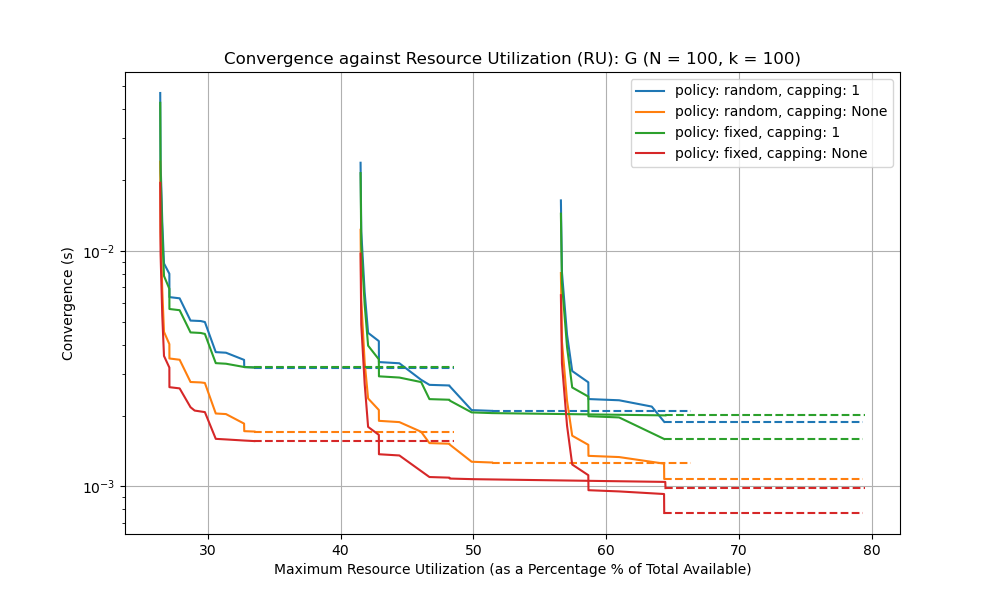 Convergence against Resource Utilization (RU): G (N = 100, k = 100)
policy: random, capping: 1
policy: random, capping: None
policy: fixed, capping: 1
policy: fixed, capping: None
Convergence (s)
10⁻²
10⁻³
30 40 50 60 70 80
Maximum Resource Utilization (as a Percentage % of Total Available)